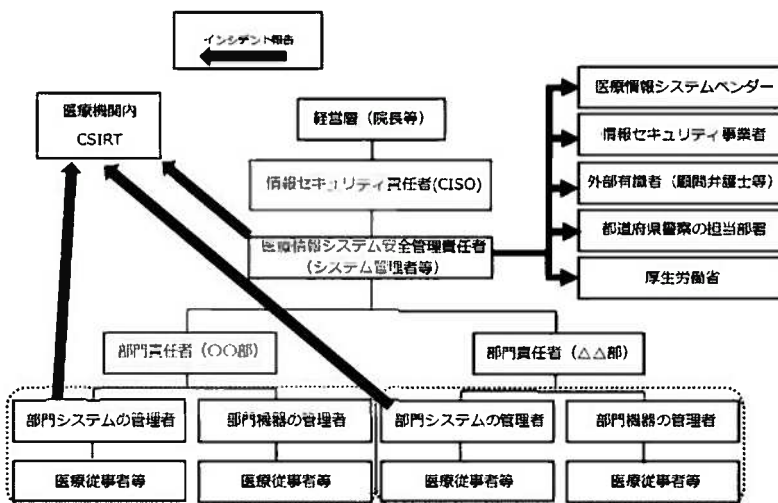 インシデント報告
医療機関内
CSIRT
経営層（院長等）
情報セキュリティ責任者(CISO)
医療情報システム安全管理責任者
（システム管理者等）
医療情報システムベンダー
情報セキュリティ事業者
外部有識者（顧問弁護士等）
都道府県警察の担当部署
厚生労働省
部門責任者（〇〇部）
部門責任者（△△部）
部門システムの管理者
部門機器の管理者
部門システムの管理者
部門機器の管理者
医療従事者等
医療従事者等
医療従事者等
医療従事者等